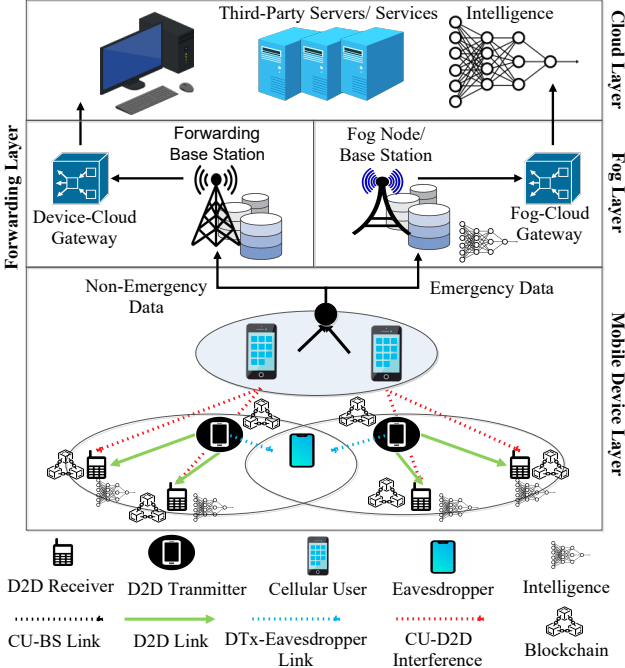 Third-Party Servers/ Services
Intelligence
Cloud Layer
Forwarding Layer
Forwarding
Base Station
Device-Cloud
Gateway
Fog Node/
Base Station
Fog-Cloud
Gateway
Fog Layer
Non-Emergency
Data
Emergency Data
Mobile Device Layer
D2D Receiver
D2D Tranmitter
Cellular User
Eavesdropper
Intelligence
CU-BS Link
D2D Link
DTx-Eavesdropper
Link
CU-D2D
Interference
Blockchain